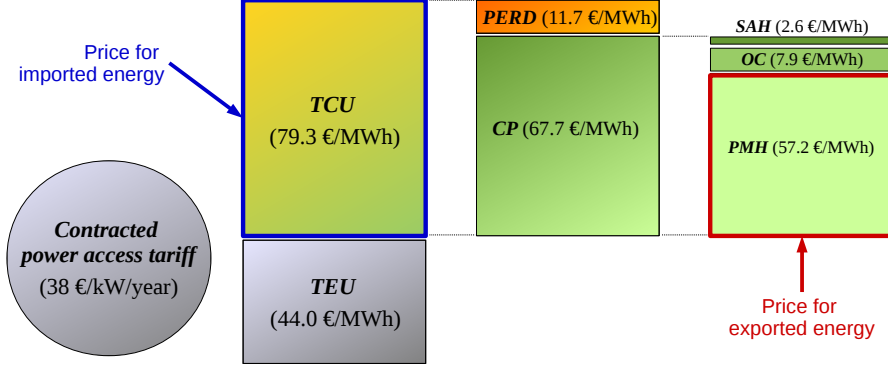 Price for
imported energy
TCU
(79.3 €/MWh)
PERD (11.7 €/MWh)
CP (67.7 €/MWh)
SAH (2.6 €/MWh)
OC (7.9 €/MWh)
PMH (57.2 €/MWh)
Contracted
power access tariff
(38 €/kW/year)
TEU
(44.0 €/MWh)
Price for
exported energy